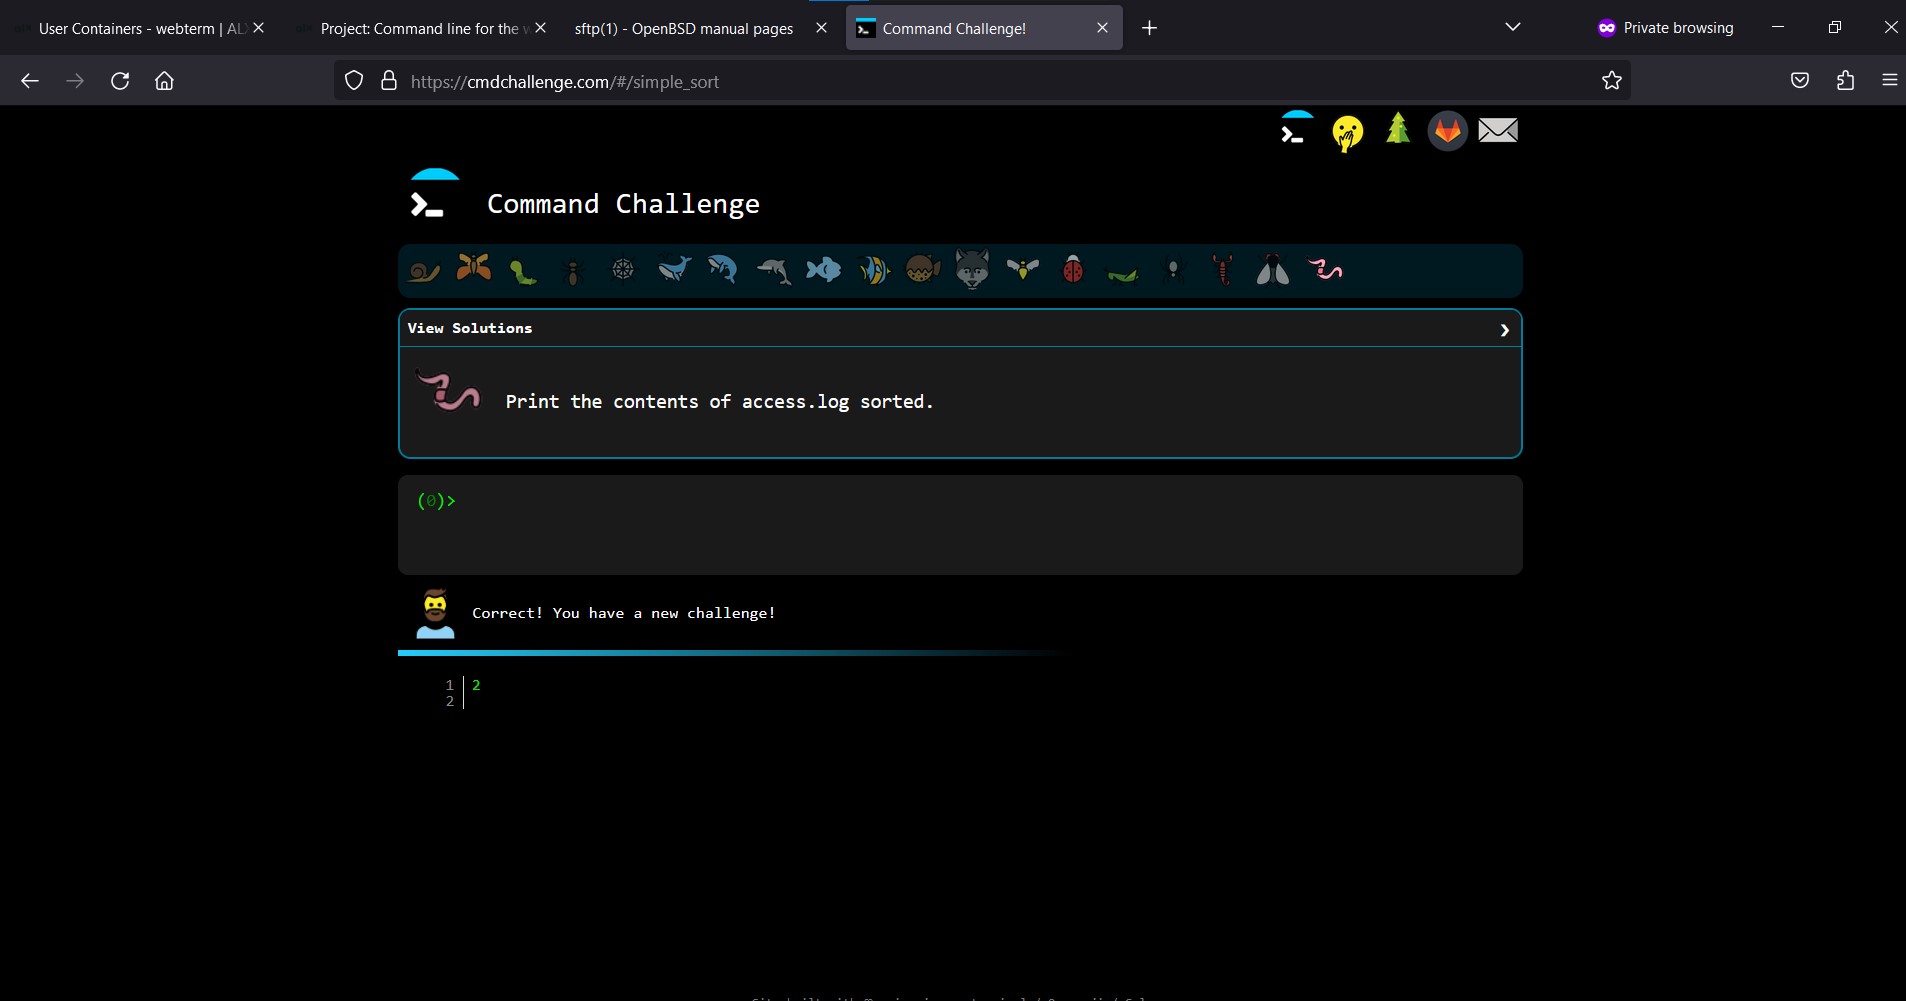 User Containers - webterm | AL
Project: Command line for the w
sftp(1) - OpenBSD manual pages
Command Challenge!
Private browsing
https://cmdchallenge.com/#/simple_sort
Command Challenge
View Solutions
Print the contents of access.log sorted.
(0)>
Correct! You have a new challenge!
1 2
2